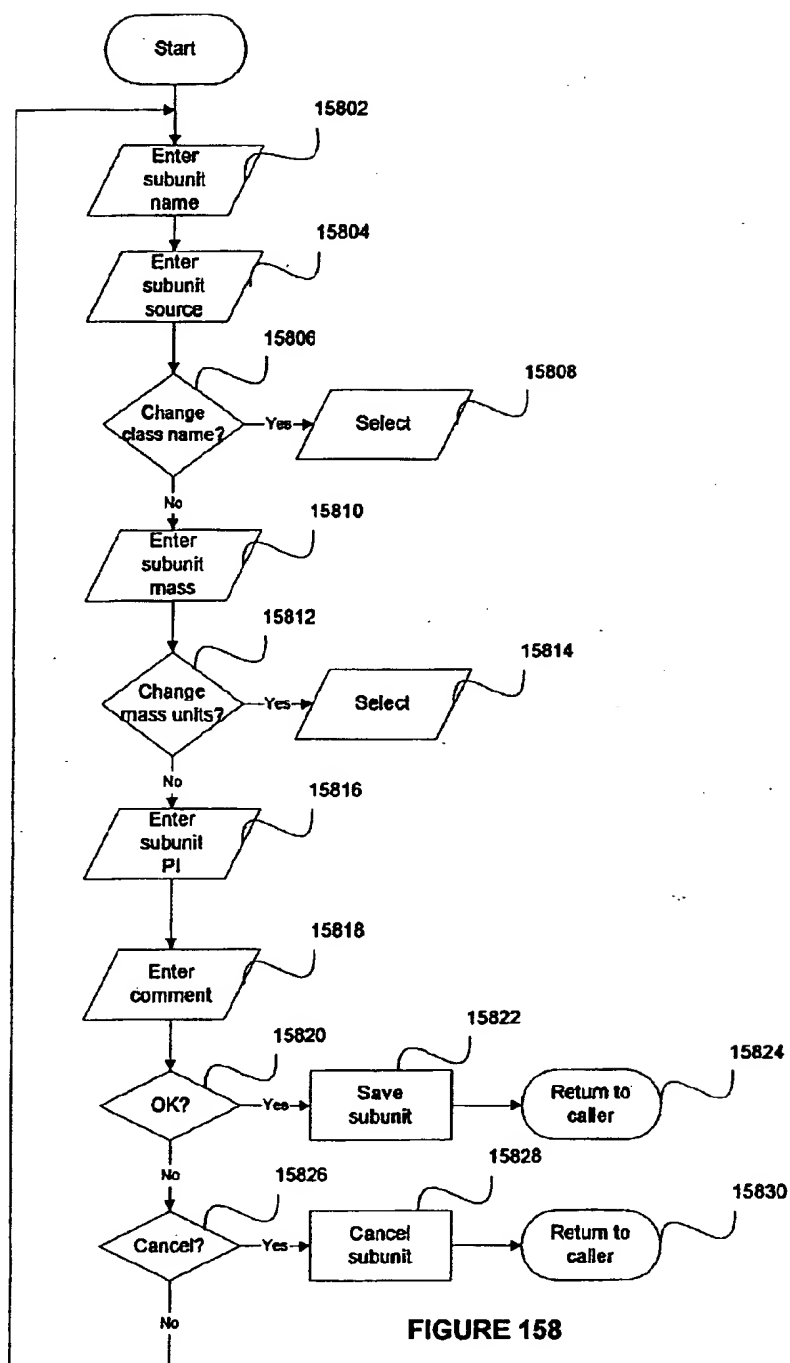 Start
15802
Enter
subunit
name
15804
Enter
subunit
source
15806
Change
class name?
Yes
15808
Select
No
15810
Enter
subunit
mass
15812
Change
mass units?
Yes
15814
Select
No
15816
Enter
subunit
PI
15818
Enter
comment
15820
OK?
Yes
15822
Save
subunit
15824
Return to
caller
No
15826
Cancel?
Yes
15828
Cancel
subunit
15830
Return to
caller
No
FIGURE 158